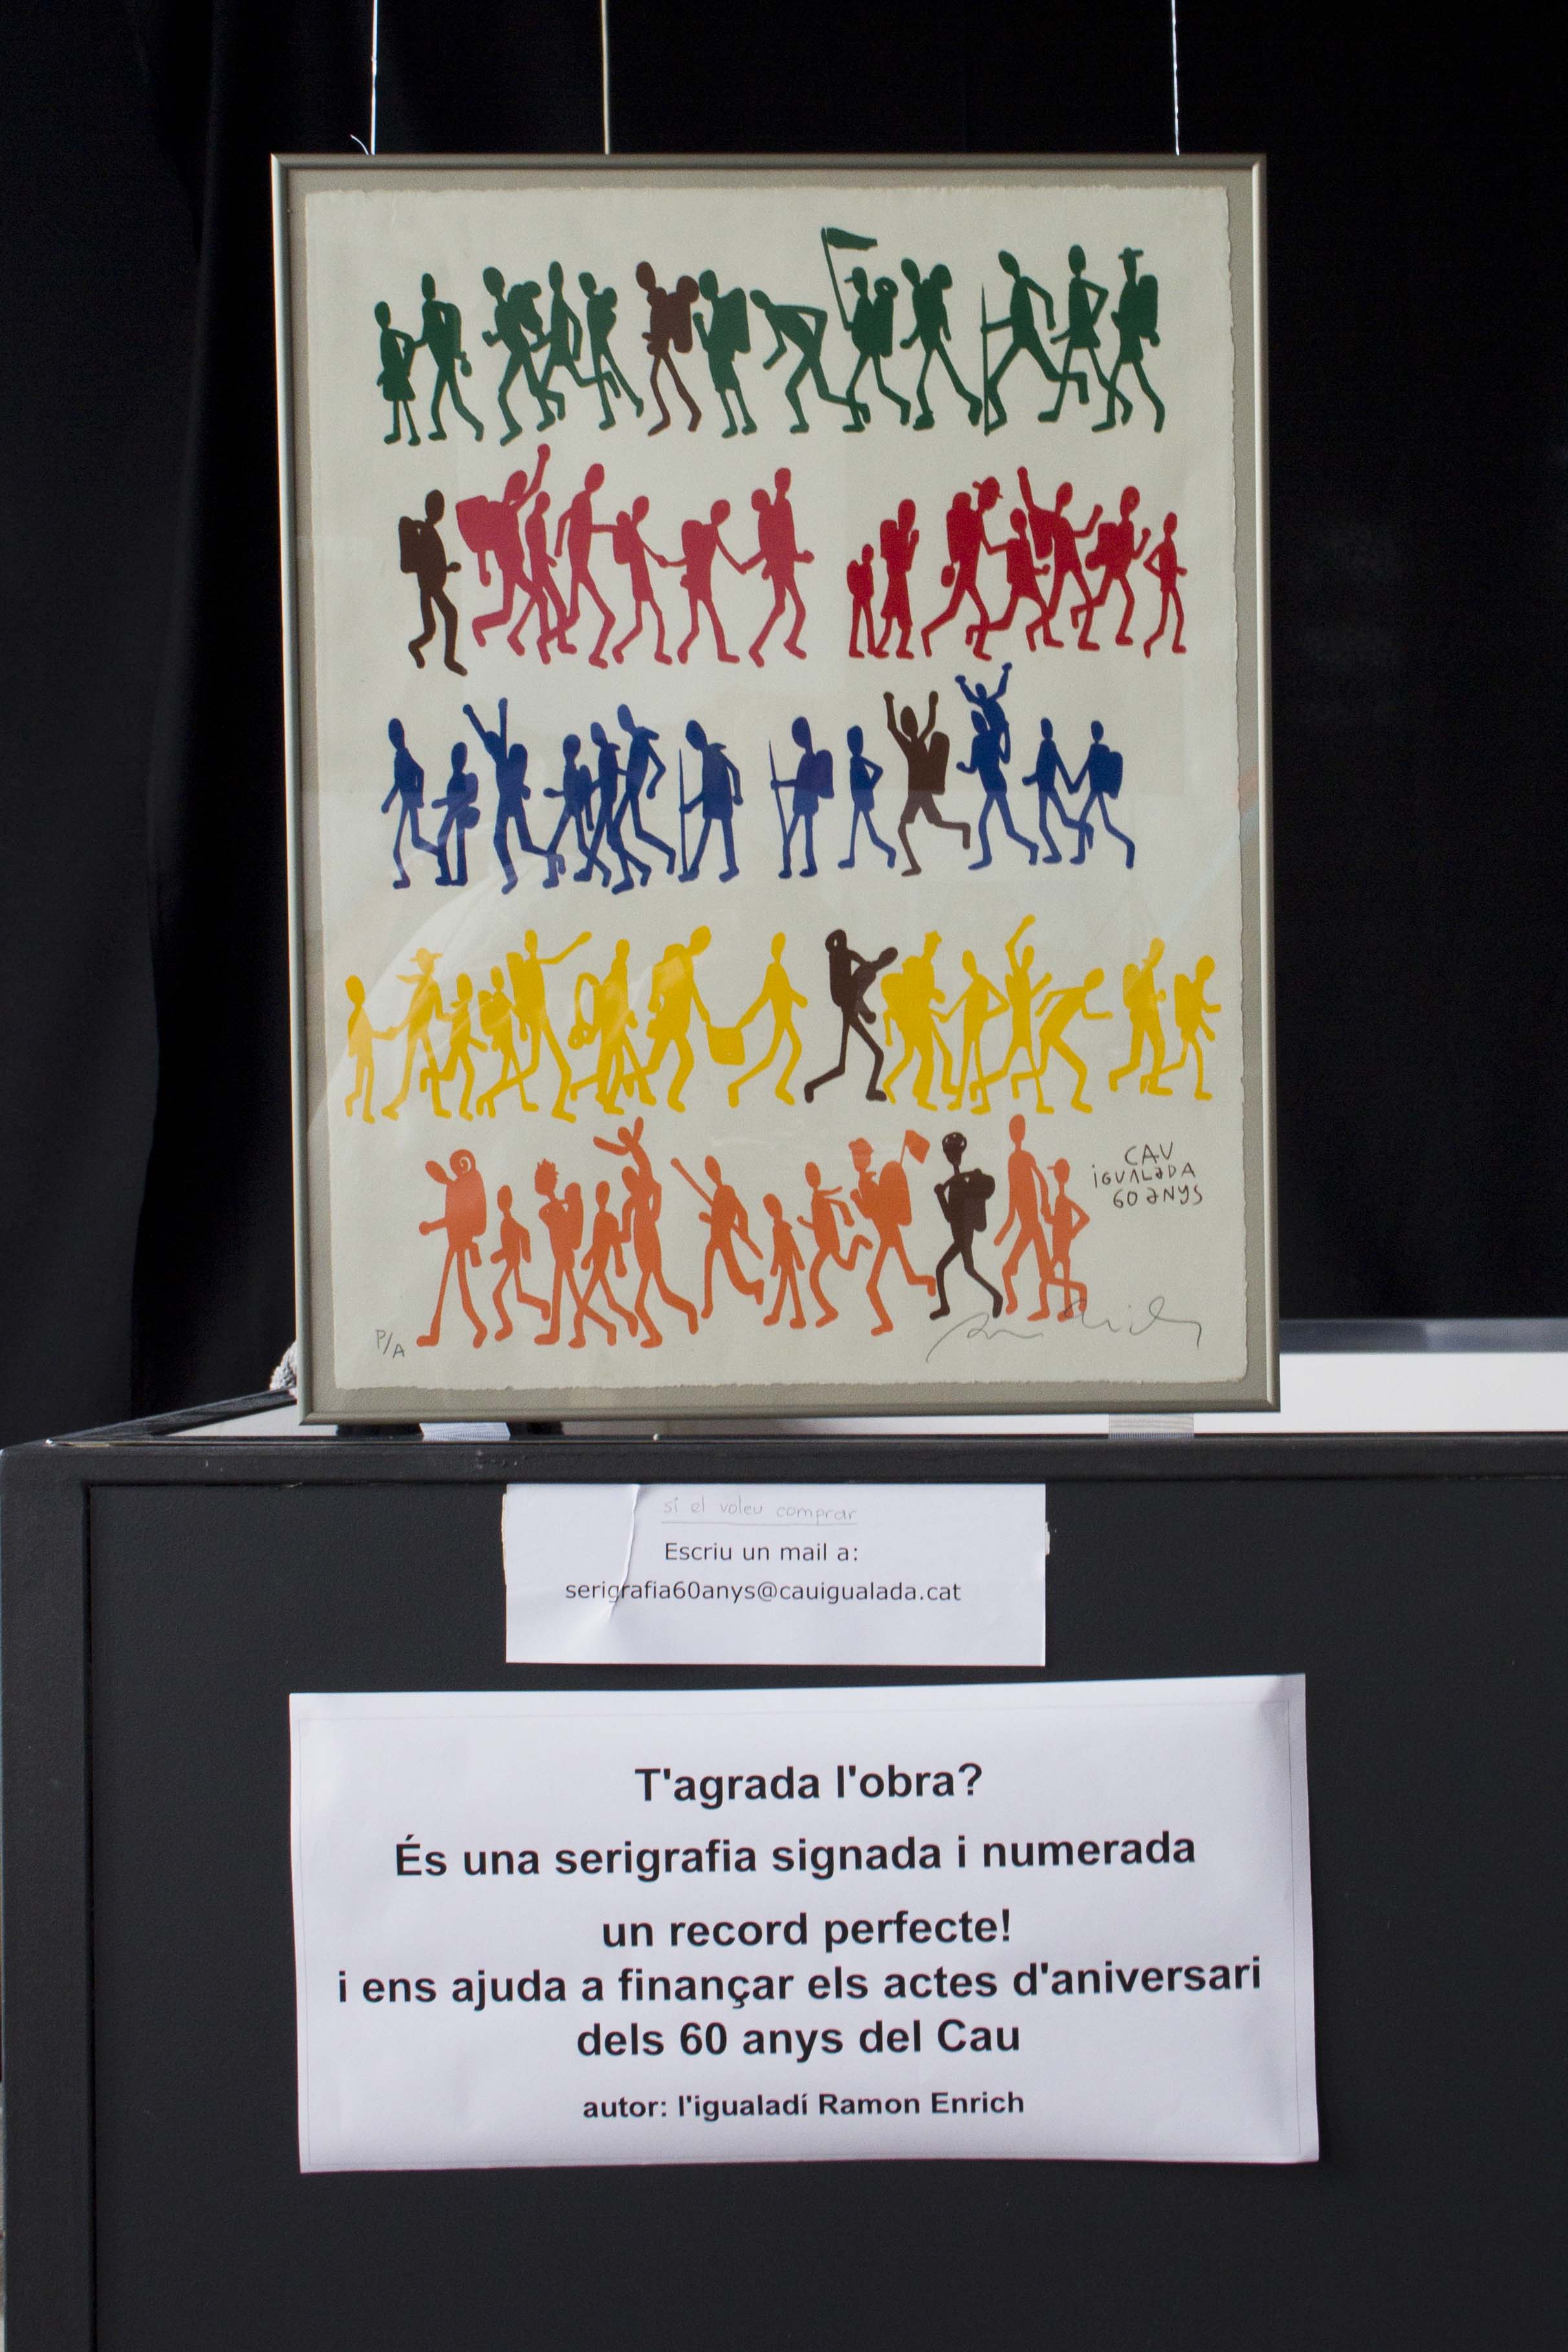 CAU
IGUALADA
60 ANYS
P/A
si el voleu comprar
Escriu un mail a:
serigrafia60anys@cauigualada.cat
T'agrada l'obra?
És una serigrafia signada i numerada
un record perfecte!
i ens ajuda a finançar els actes d'aniversari
dels 60 anys del Cau
autor: l'igualadí Ramon Enrich